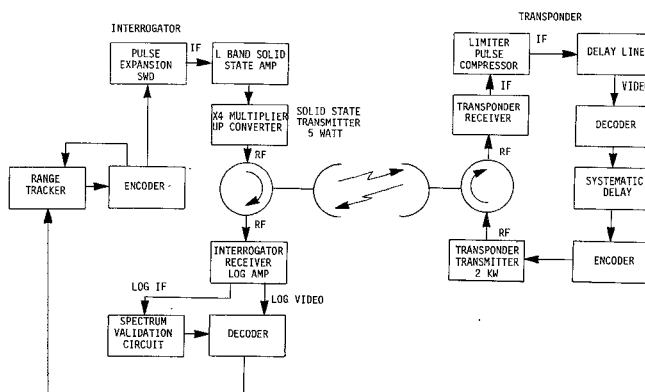 INTERROGATOR
PULSE
EXPANSION
SWD
IF
L BAND SOLID
STATE AMP
X4 MULTIPLIER
UP CONVERTER
SOLID STATE
TRANSMITTER
5 WATT
RF
RANGE
TRACKER
ENCODER
RF
INTERROGATOR
RECEIVER
LOG AMP
LOG IF
LOG VIDEO
SPECTRUM
VALIDATION
CIRCUIT
DECODER
TRANSPONDER
LIMITER
PULSE
COMPRESSOR
IF
DELAY LINE
IF
VIDEO
TRANSPONDER
RECEIVER
DECODER
RF
SYSTEMATIC
DELAY
RF
TRANSPONDER
TRANSMITTER
2 KW
ENCODER